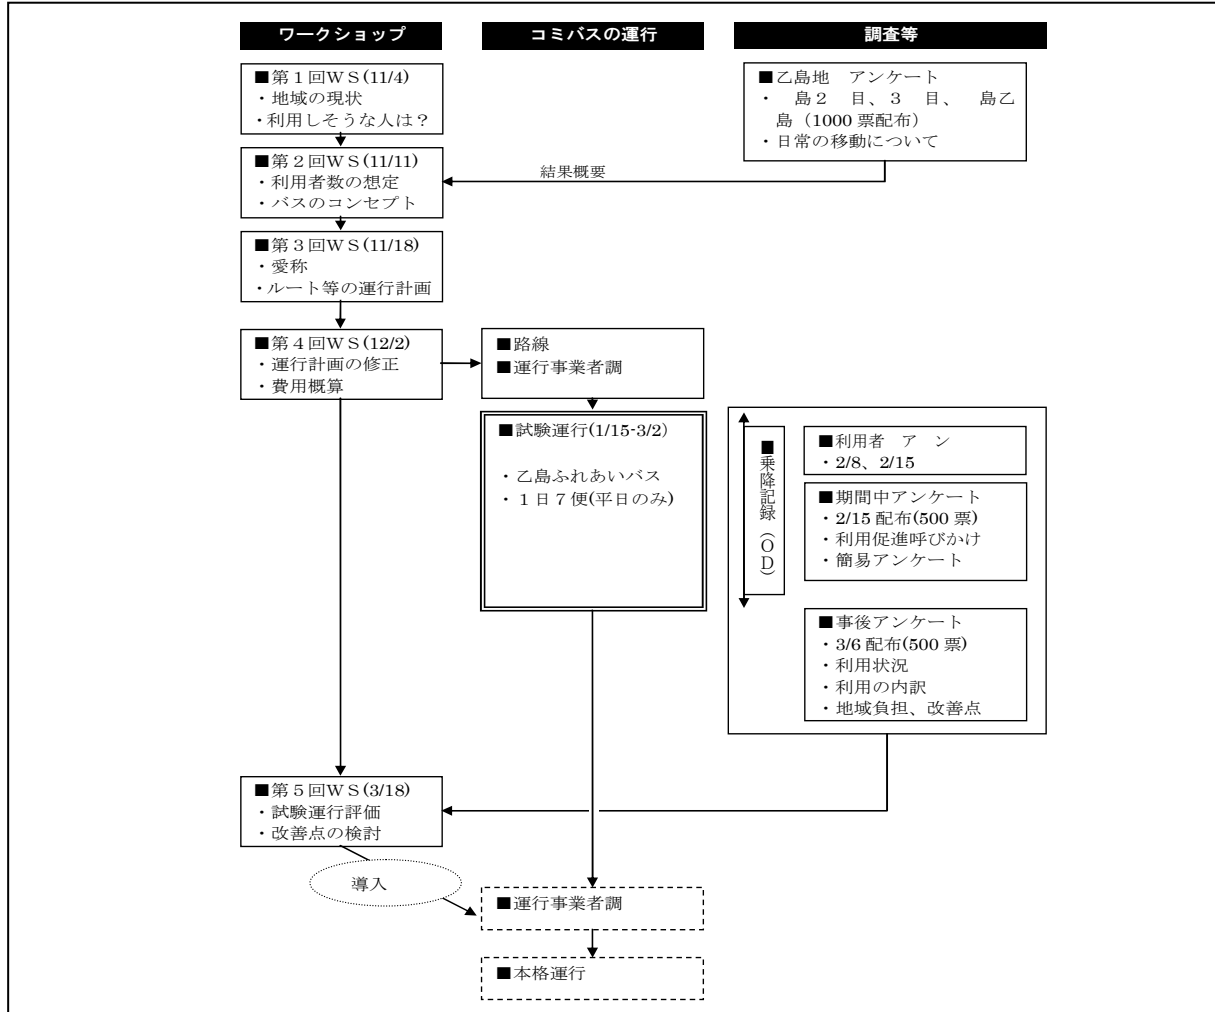 ワークショップ
コミバスの運行
調査等
■第１回ＷＳ(11/4)
・地域の現状
・利用しそうな人は？
■第２回ＷＳ(11/11)
・利用者数の想定
・バスのコンセプト
■第３回ＷＳ(11/18)
・愛称
・ルート等の運行計画
■第４回ＷＳ(12/2)
・運行計画の修正
・費用概算
■第５回ＷＳ(3/18)
・試験運行評価
・改善点の検討
導入
■路線
■運行事業者調
■試験運行(1/15-3/2)
・乙島ふれあいバス
・１日７便(平日のみ)
■運行事業者調
■本格運行
■乙島地　アンケート
・　島２　目、３　目、　島乙
島（1000 票配布）
・日常の移動について
結果概要
■乗降記録（ＯＤ）
■利用者　ア　ン
・2/8、2/15
■期間中アンケート
・2/15 配布(500 票)
・利用促進呼びかけ
・簡易アンケート
■事後アンケート
・3/6 配布(500 票)
・利用状況
・利用の内訳
・地域負担、改善点